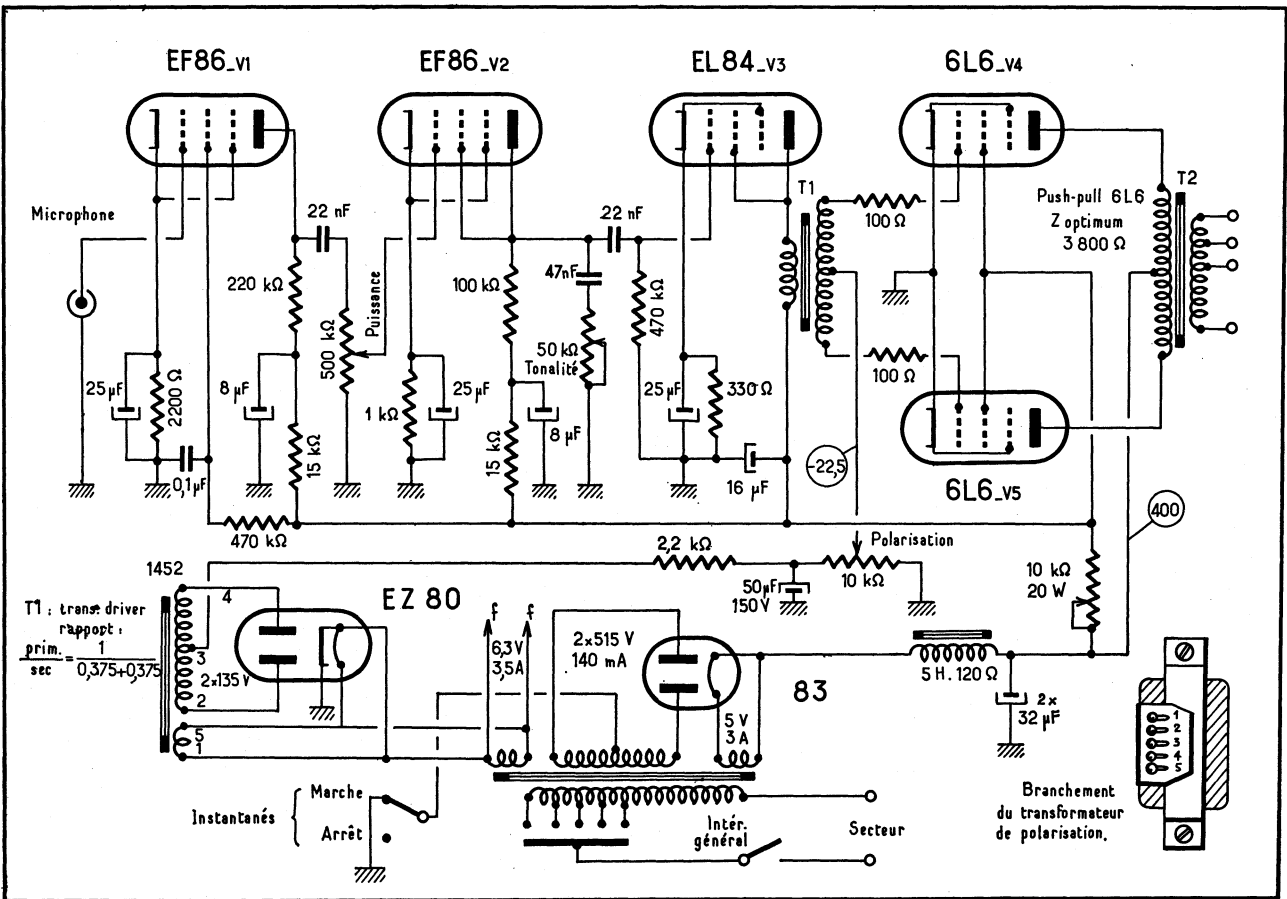 EF86_V1
EF86_V2
EL84_V3
6L6_V4
Microphone
22 nF
22 nF
T1
T2
Push-pull 6L6
Z optimum
3 800 Ω
100 Ω
220 kΩ
Puissance
100 kΩ
47nF
470 kΩ
500 kΩ
50 kΩ
Tonalité
100 Ω
25 µF
2200 Ω
8 µF
1 kΩ
25 µF
25 µF
330 Ω
15 kΩ
15 kΩ
8 µF
0,1 µF
16 µF
-22,5
6L6_V5
400
470 kΩ
2,2 kΩ
Polarisation
10 kΩ
50µF
150 V
10 kΩ
20 W
1452
4
EZ 80
T1 : transf. driver
rapport :
prim. / sec = 1 / 0,375+0,375
3
2x135 V
2
5
1
f
f
6,3V
3,5A
2x515 V
140 mA
83
5 V
3 A
5 H. 120 Ω
2x
32 µF
1
2
3
4
5
Instantanés
Marche
Arrêt
Intér.
général
Secteur
Branchement
du transformateur
de polarisation.